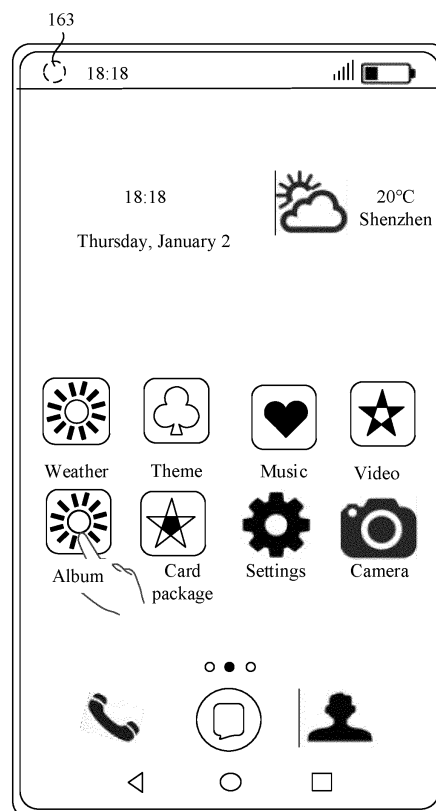 163
18:18
18:18
20°C
Shenzhen
Thursday, January 2
Weather Theme Music Video
Album Card package Settings Camera